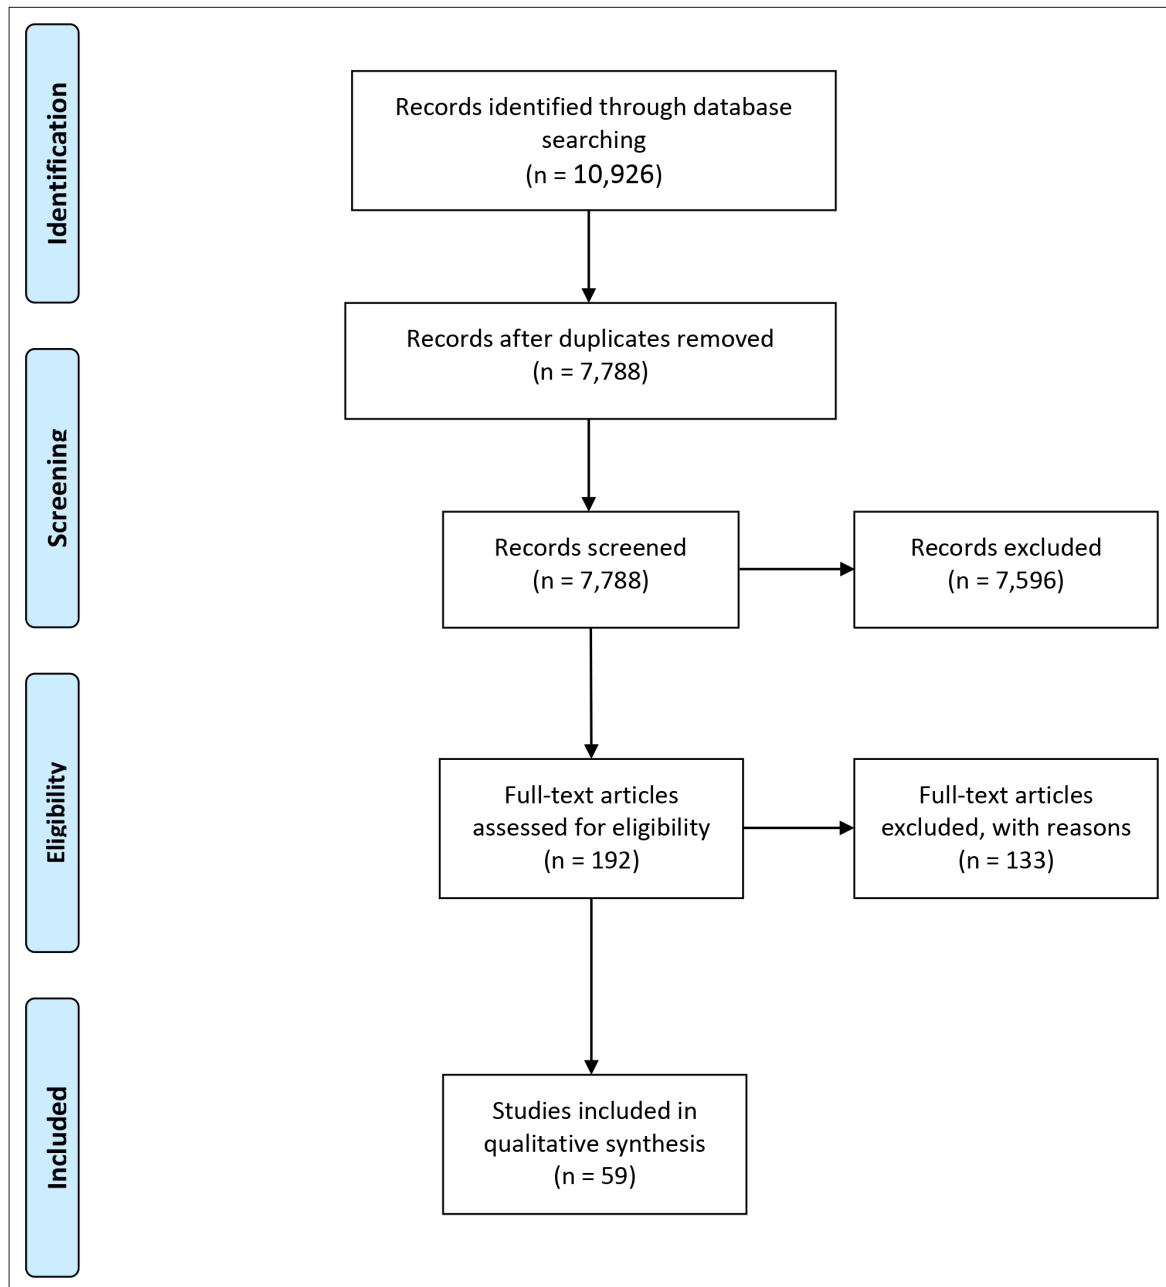 Identification
Records identified through database
searching
(n = 10,926)
Records after duplicates removed
(n = 7,788)
Screening
Records screened
(n = 7,788)
Records excluded
(n = 7,596)
Eligibility
Full-text articles
assessed for eligibility
(n = 192)
Full-text articles
excluded, with reasons
(n = 133)
Included
Studies included in
qualitative synthesis
(n = 59)